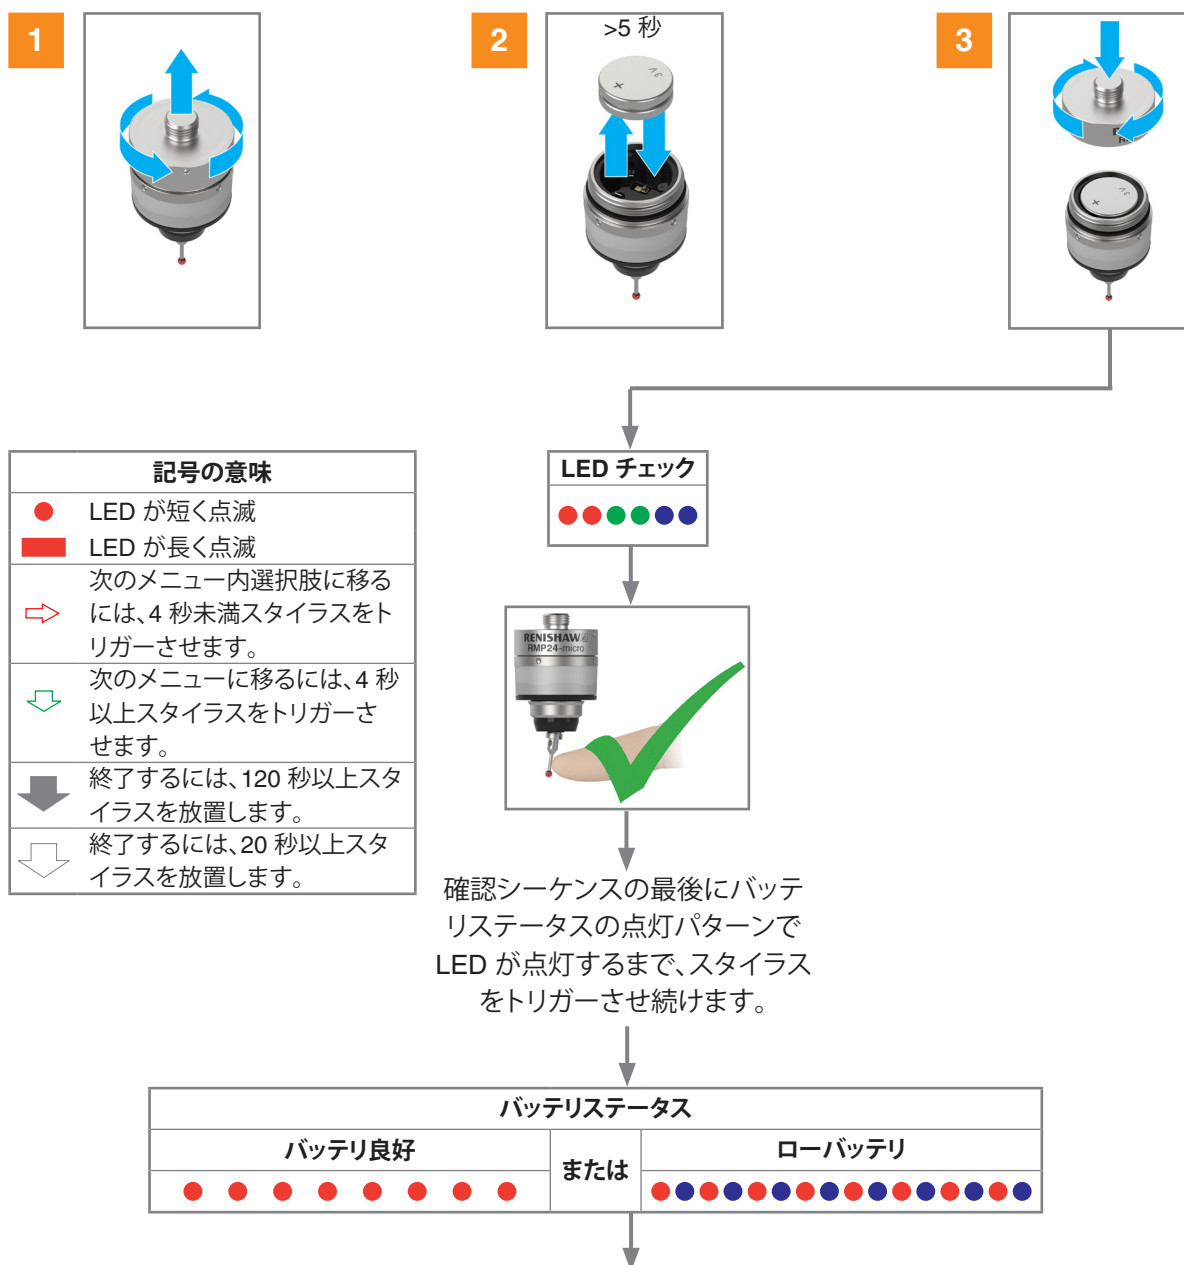 1
2
>5 秒
3
記号の意味
LED が短く点滅
LED が長く点滅
次のメニュー内選択肢に移る
には、4 秒未満スタイラスをト
リガーさせます。
次のメニューに移るには、4 秒
以上スタイラスをトリガーさ
せます。
終了するには、120 秒以上スタ
イラスを放置します。
終了するには、20 秒以上スタ
イラスを放置します。
LED チェック
RENISHAW
RMP24-micro
確認シーケンスの最後にバッテ
リステータスの点灯パターンで
LED が点灯するまで、スタイラス
をトリガーさせ続けます。
バッテリステータス
バッテリ良好
または
ローバッテリ